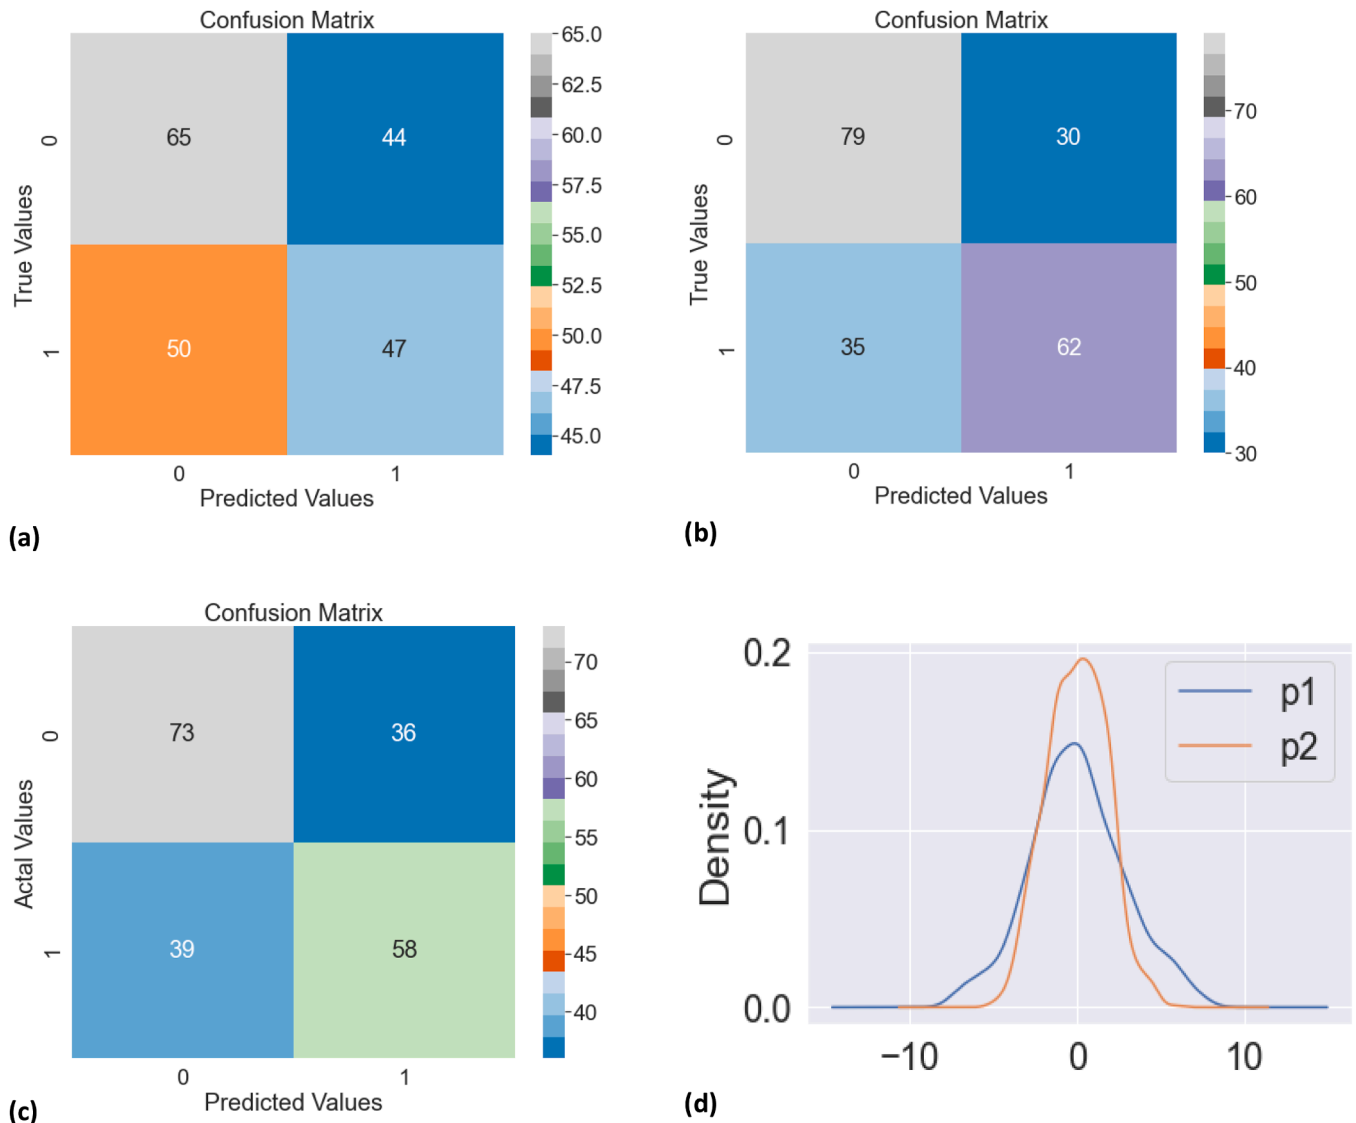 Confusion Matrix
65 44
50 47
0
1
True Values
0 1
Predicted Values
65.0
62.5
60.0
57.5
55.0
52.5
50.0
47.5
45.0
(a)
Confusion Matrix
79 30
35 62
0
1
True Values
0 1
Predicted Values
70
60
50
40
30
(b)
Confusion Matrix
73 36
39 58
0
1
Actal Values
0 1
Predicted Values
70
65
60
55
50
45
40
(c)
0.2
0.1
0.0
Density
p1
p2
−10 0 10
(d)